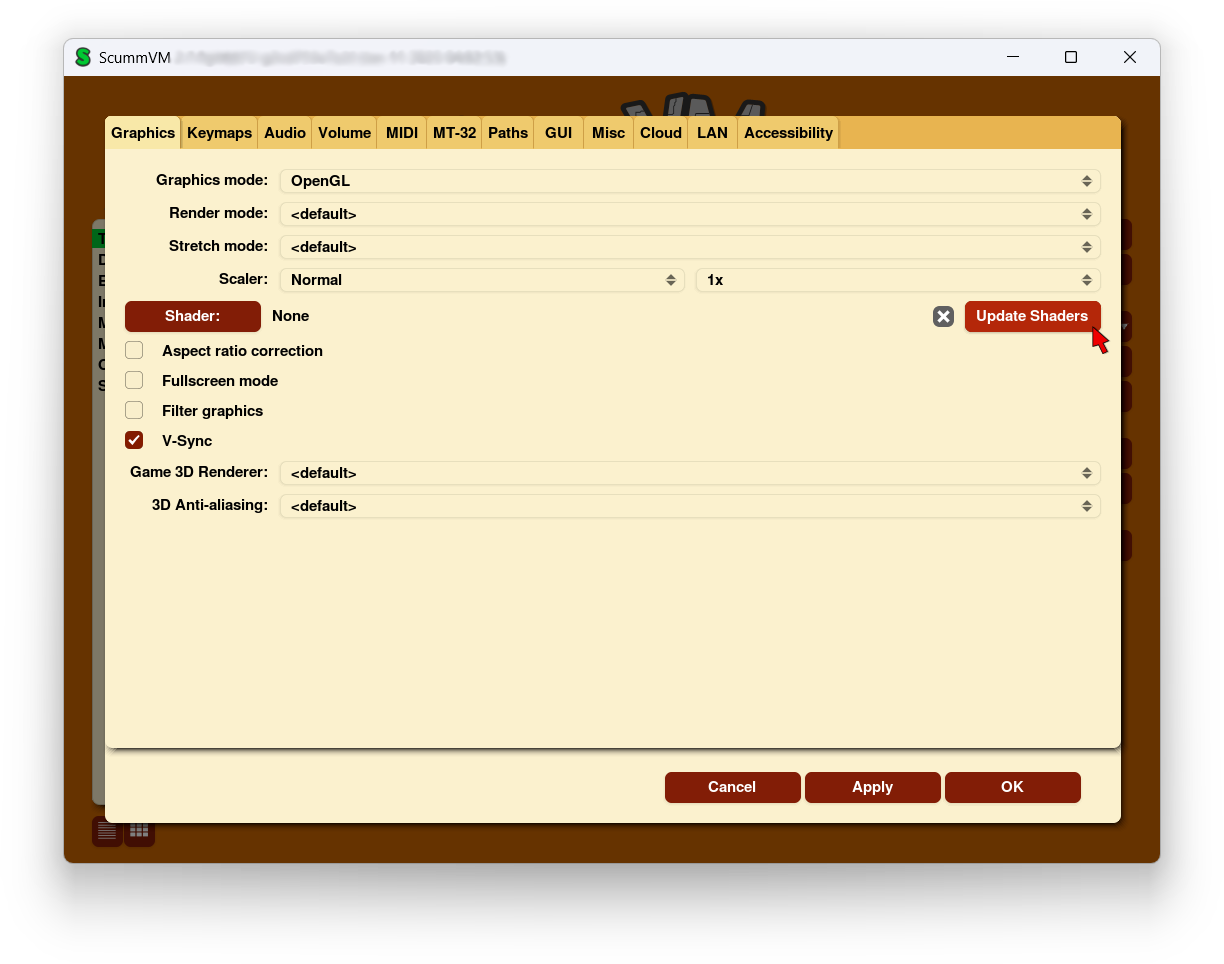 ScummVM
Graphics Keymaps Audio Volume MIDI MT-32 Paths GUI Misc Cloud LAN Accessibility
Graphics mode: OpenGL
Render mode: <default>
Stretch mode: <default>
Scaler: Normal 1x
Shader: None Update Shaders
Aspect ratio correction
Fullscreen mode
Filter graphics
V-Sync
Game 3D Renderer: <default>
3D Anti-aliasing: <default>
Cancel Apply OK